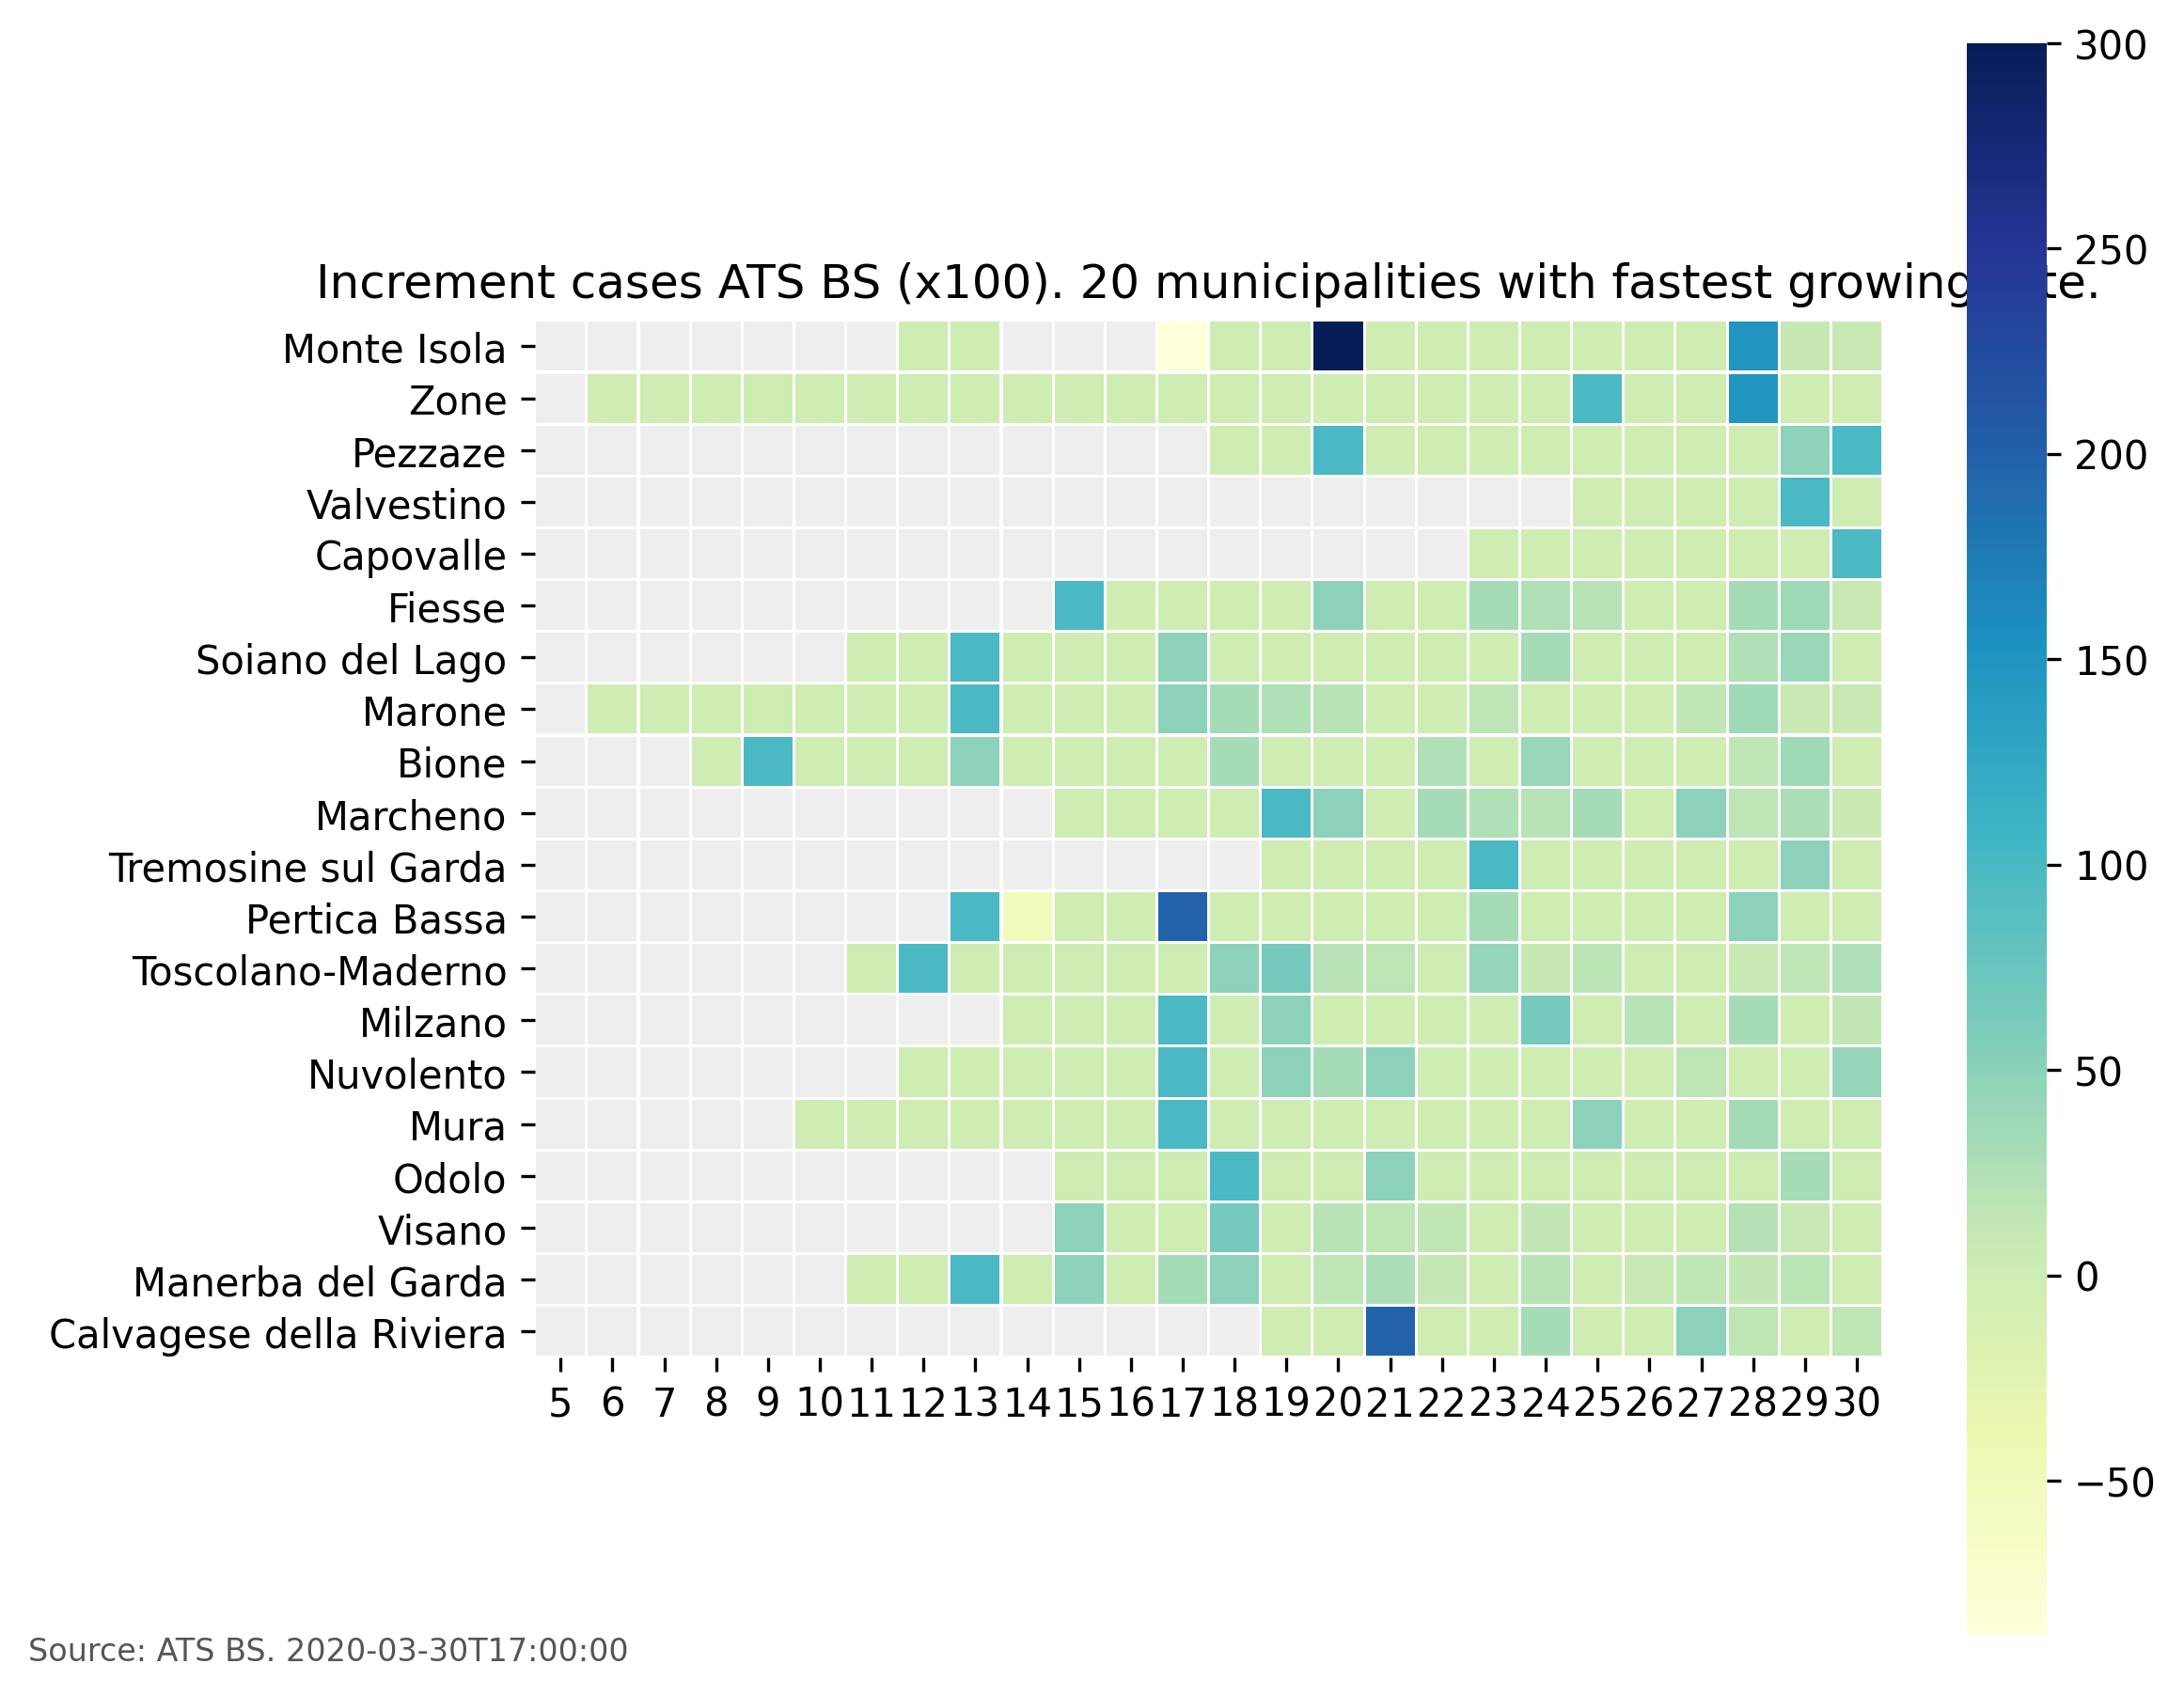 Increment cases ATS BS (x100). 20 municipalities with fastest growing te.
Monte Isola
Zone
Pezzaze
Valvestino
Capovalle
Fiesse
Soiano del Lago
Marone
Bione
Marcheno
Tremosine sul Garda
Pertica Bassa
Toscolano-Maderno
Milzano
Nuvolento
Mura
Odolo
Visano
Manerba del Garda
Calvagese della Riviera
5 6 7 8 9 10 11 12 13 14 15 16 17 18 19 20 21 22 23 24 25 26 27 28 29 30
300
250
200
150
100
50
0
−50
Source: ATS BS. 2020-03-30T17:00:00